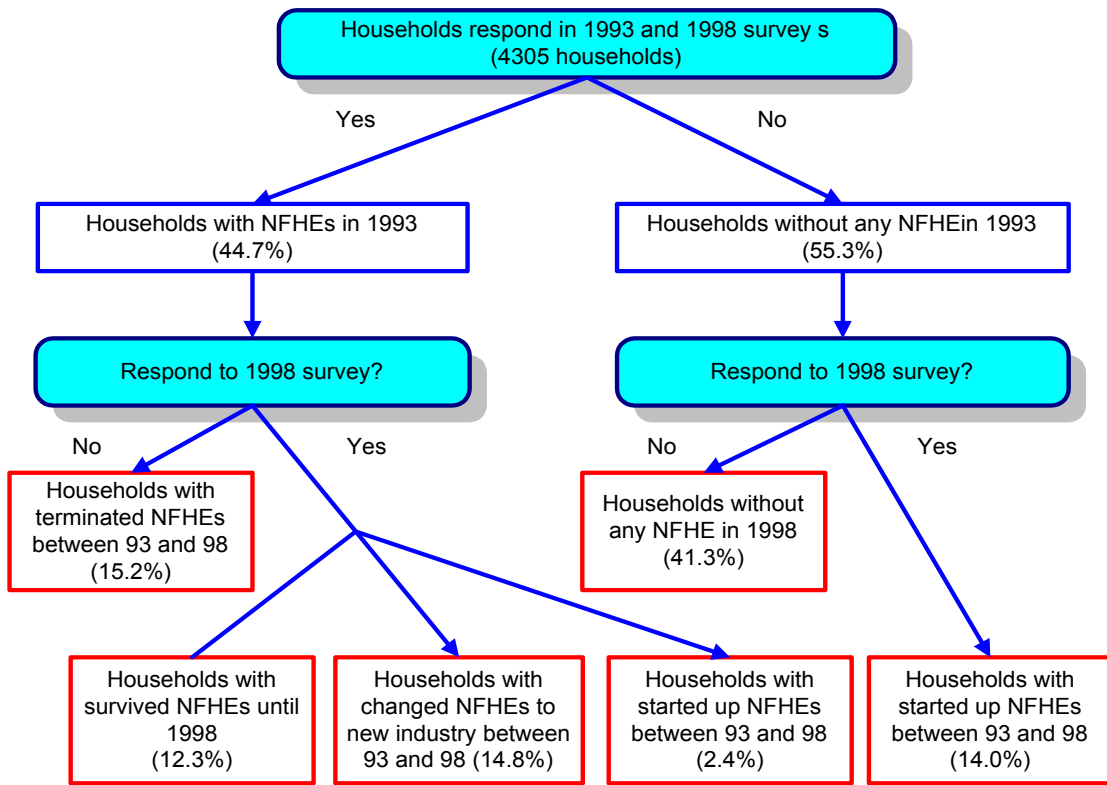 Households respond in 1993 and 1998 survey s
(4305 households)
Yes
No
Households with NFHEs in 1993
(44.7%)
Households without any NFHEin 1993
(55.3%)
Respond to 1998 survey?
Respond to 1998 survey?
No
Yes
No
Yes
Households with
terminated NFHEs
between 93 and 98
(15.2%)
Households without
any NFHE in 1998
(41.3%)
Households with
survived NFHEs until
1998
(12.3%)
Households with
changed NFHEs to
new industry between
93 and 98 (14.8%)
Households with
started up NFHEs
between 93 and 98
(2.4%)
Households with
started up NFHEs
between 93 and 98
(14.0%)